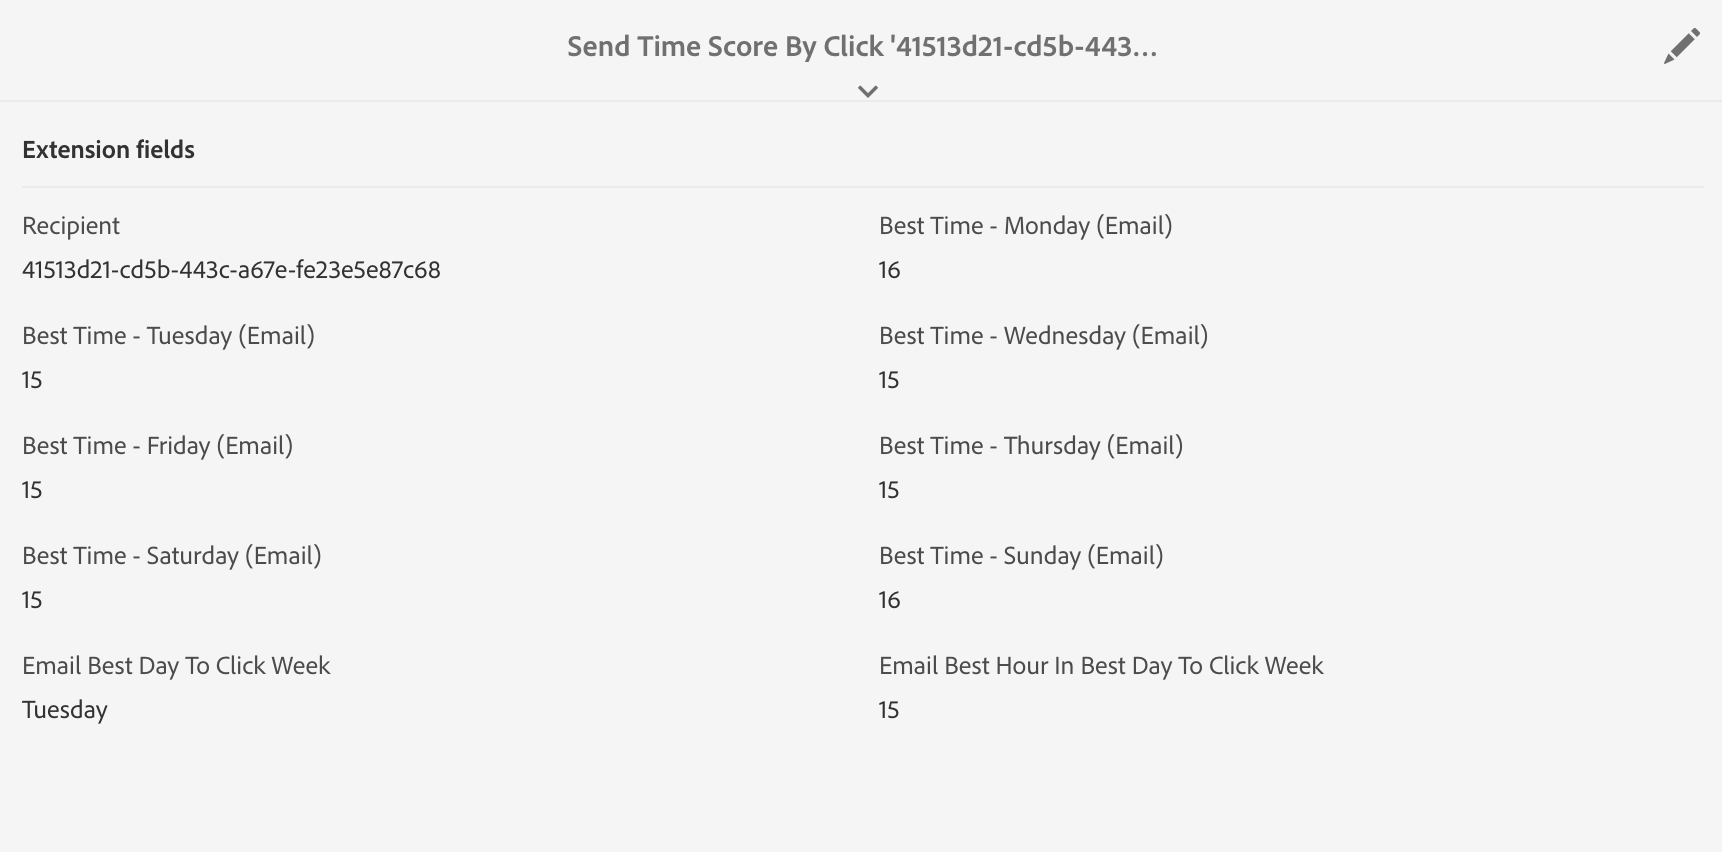 Send Time Score By Click '41513d21-cd5b-443...
Extension fields
Recipient
41513d21-cd5b-443c-a67e-fe23e5e87c68
Best Time - Monday (Email)
16
Best Time - Tuesday (Email)
15
Best Time - Wednesday (Email)
15
Best Time - Friday (Email)
15
Best Time - Thursday (Email)
15
Best Time - Saturday (Email)
15
Best Time - Sunday (Email)
16
Email Best Day To Click Week
Tuesday
Email Best Hour In Best Day To Click Week
15